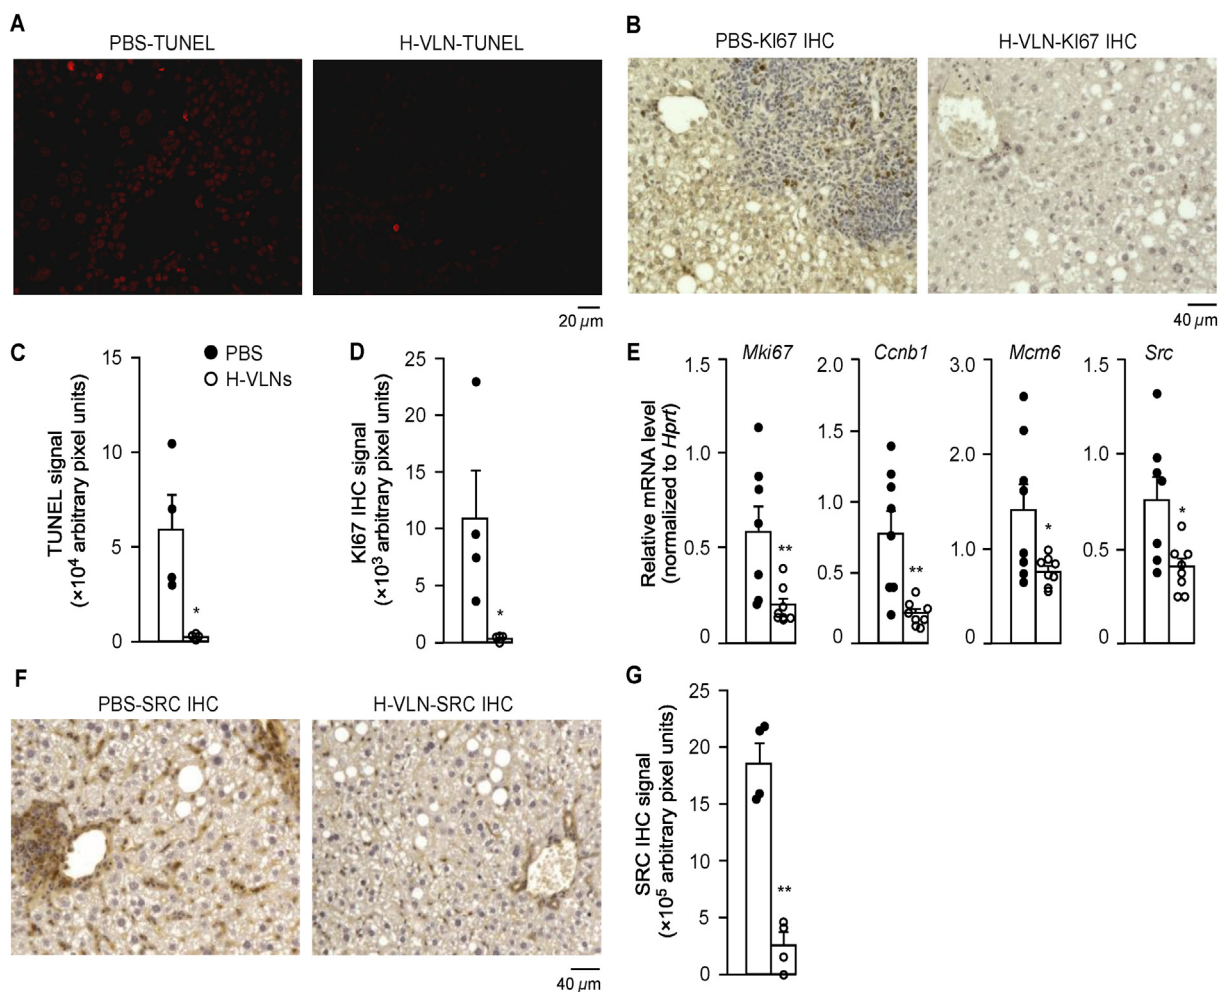 A
PBS-TUNEL
H-VLN-TUNEL
20 µm
B
PBS-KI67 IHC
H-VLN-KI67 IHC
40 µm
C
TUNEL signal
(×10⁴ arbitrary pixel units)
15
10
5
0
*
PBS
H-VLNs
D
KI67 IHC signal
(×10³ arbitrary pixel units)
25
20
15
10
5
0
*
E
Relative mRNA level
(normalized to Hprt)
Mki67
1.5
1.0
0.5
0
**
Ccnb1
2.0
1.5
1.0
0.5
0
**
Mcm6
3.0
2.0
1.0
0
*
Src
1.5
1.0
0.5
0
*
F
PBS-SRC IHC
H-VLN-SRC IHC
40 µm
G
SRC IHC signal
(×10⁵ arbitrary pixel units)
25
20
15
10
5
0
**